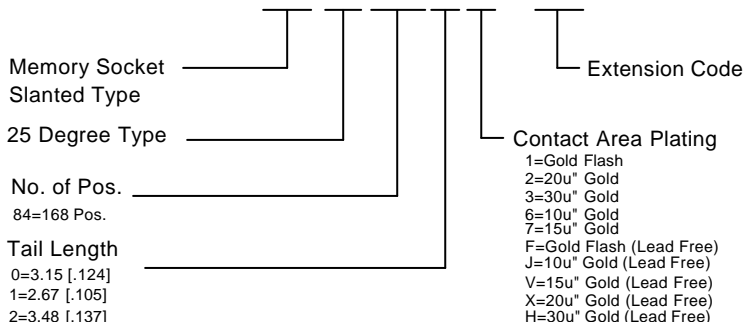 Memory Socket
Slanted Type
25 Degree Type
No. of Pos.
84=168 Pos.
Tail Length
0=3.15 [.124]
1=2.67 [.105]
2=3.48 [.137]
Extension Code
Contact Area Plating
1=Gold Flash
2=20u" Gold
3=30u" Gold
6=10u" Gold
7=15u" Gold
F=Gold Flash (Lead Free)
J=10u" Gold (Lead Free)
V=15u" Gold (Lead Free)
X=20u" Gold (Lead Free)
H=30u" Gold (Lead Free)